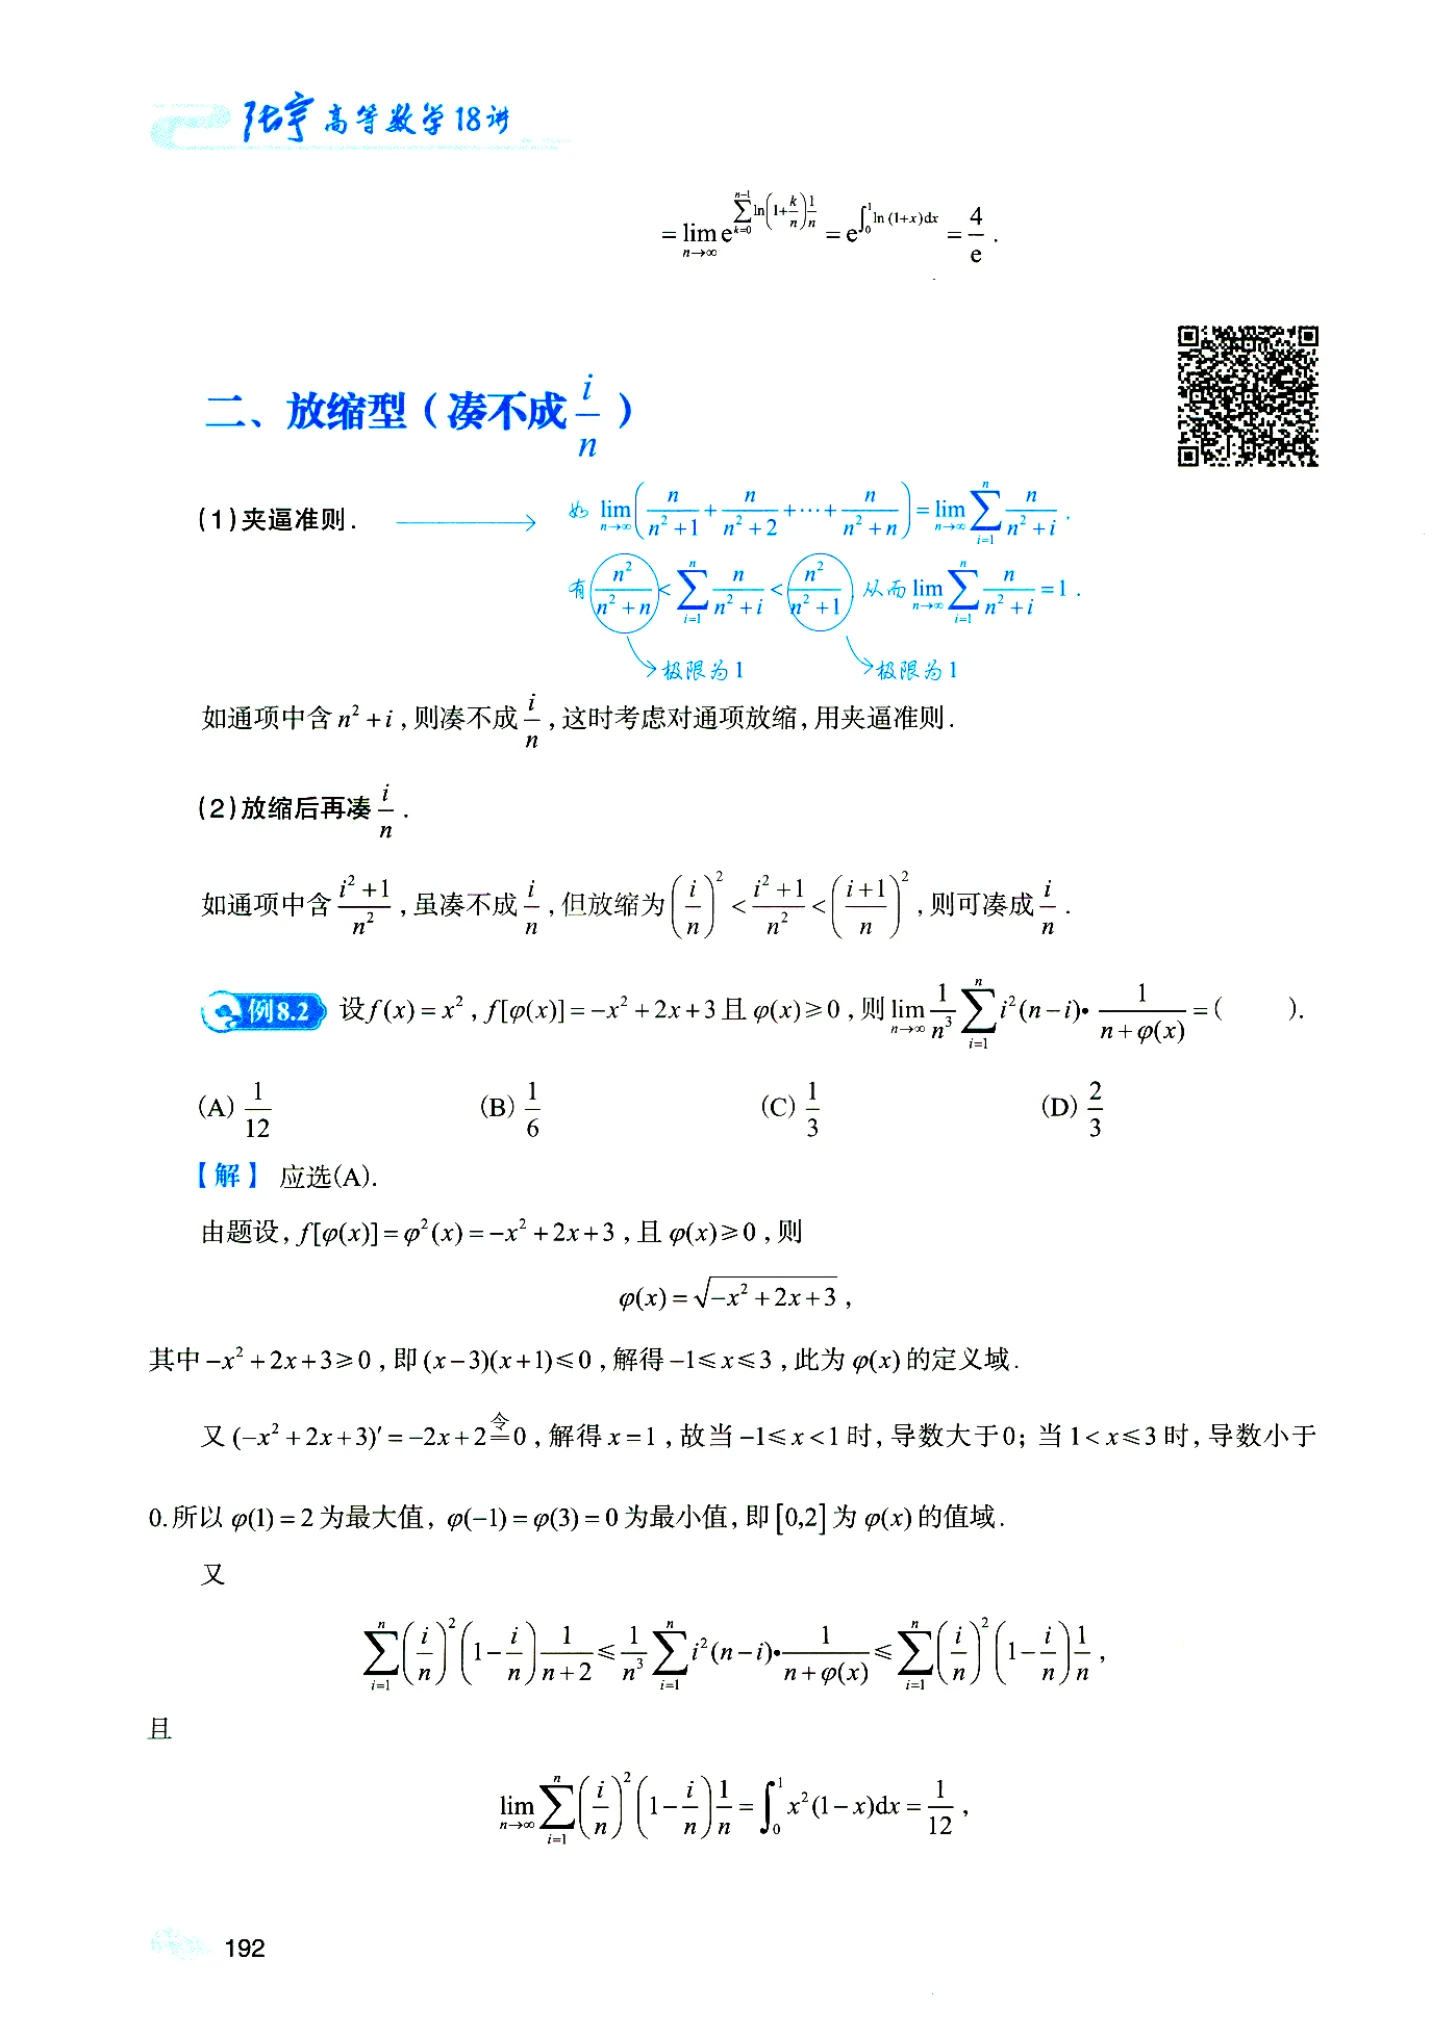 张宇高等数学18讲
$=\lim_{n\to\infty}e^{\sum_{k=0}^{n-1}\ln\left(1+\frac{k}{n}\right)\frac{1}{n}}=e^{\int_0^1\ln(1+x)dx}=\frac{4}{e}.$
二、放缩型(凑不成$\frac{i}{n}$)
(1)夹逼准则. → 如 $\lim_{n\to\infty}\left(\frac{n}{n^2+1}+\frac{n}{n^2+2}+\cdots+\frac{n}{n^2+n}\right)=\lim_{n\to\infty}\sum_{i=1}^{n}\frac{n}{n^2+i}.$
有 $\frac{n^2}{n^2+n}<\sum_{i=1}^{n}\frac{n}{n^2+i}<\frac{n^2}{n^2+1}$,从而 $\lim_{n\to\infty}\sum_{i=1}^{n}\frac{n}{n^2+i}=1.$
极限为1 极限为1
如通项中含 $n^2+i$,则凑不成$\frac{i}{n}$,这时考虑对通项放缩,用夹逼准则.
(2)放缩后再凑$\frac{i}{n}$.
如通项中含$\frac{i^2+1}{n^2}$,虽凑不成$\frac{i}{n}$,但放缩为$\left(\frac{i}{n}\right)^2<\frac{i^2+1}{n^2}<\left(\frac{i+1}{n}\right)^2$,则可凑成$\frac{i}{n}$.
例8.2 设$f(x)=x^2$,$f[\varphi(x)]=-x^2+2x+3$且$\varphi(x)\geqslant0$,则$\lim_{n\to\infty}\frac{1}{n^3}\sum_{i=1}^{n}i^2(n-i)\cdot\frac{1}{n+\varphi(x)}=$( ).
(A)$\frac{1}{12}$ (B)$\frac{1}{6}$ (C)$\frac{1}{3}$ (D)$\frac{2}{3}$
【解】 应选(A).
由题设,$f[\varphi(x)]=\varphi^2(x)=-x^2+2x+3$,且$\varphi(x)\geqslant0$,则
$\varphi(x)=\sqrt{-x^2+2x+3}$,
其中$-x^2+2x+3\geqslant0$,即$(x-3)(x+1)\leqslant0$,解得$-1\leqslant x\leqslant3$,此为$\varphi(x)$的定义域.
又$(-x^2+2x+3)'=-2x+2\overset{令}{=}0$,解得$x=1$,故当$-1\leqslant x<1$时,导数大于0;当$1<x\leqslant3$时,导数小于
0.所以$\varphi(1)=2$为最大值,$\varphi(-1)=\varphi(3)=0$为最小值,即$[0,2]$为$\varphi(x)$的值域.
又
$\sum_{i=1}^{n}\left(\frac{i}{n}\right)^2\left(1-\frac{i}{n}\right)\frac{1}{n+2}\leqslant\frac{1}{n^3}\sum_{i=1}^{n}i^2(n-i)\cdot\frac{1}{n+\varphi(x)}\leqslant\sum_{i=1}^{n}\left(\frac{i}{n}\right)^2\left(1-\frac{i}{n}\right)\frac{1}{n}$,
且
$\lim_{n\to\infty}\sum_{i=1}^{n}\left(\frac{i}{n}\right)^2\left(1-\frac{i}{n}\right)\frac{1}{n}=\int_0^1x^2(1-x)dx=\frac{1}{12}$,
192